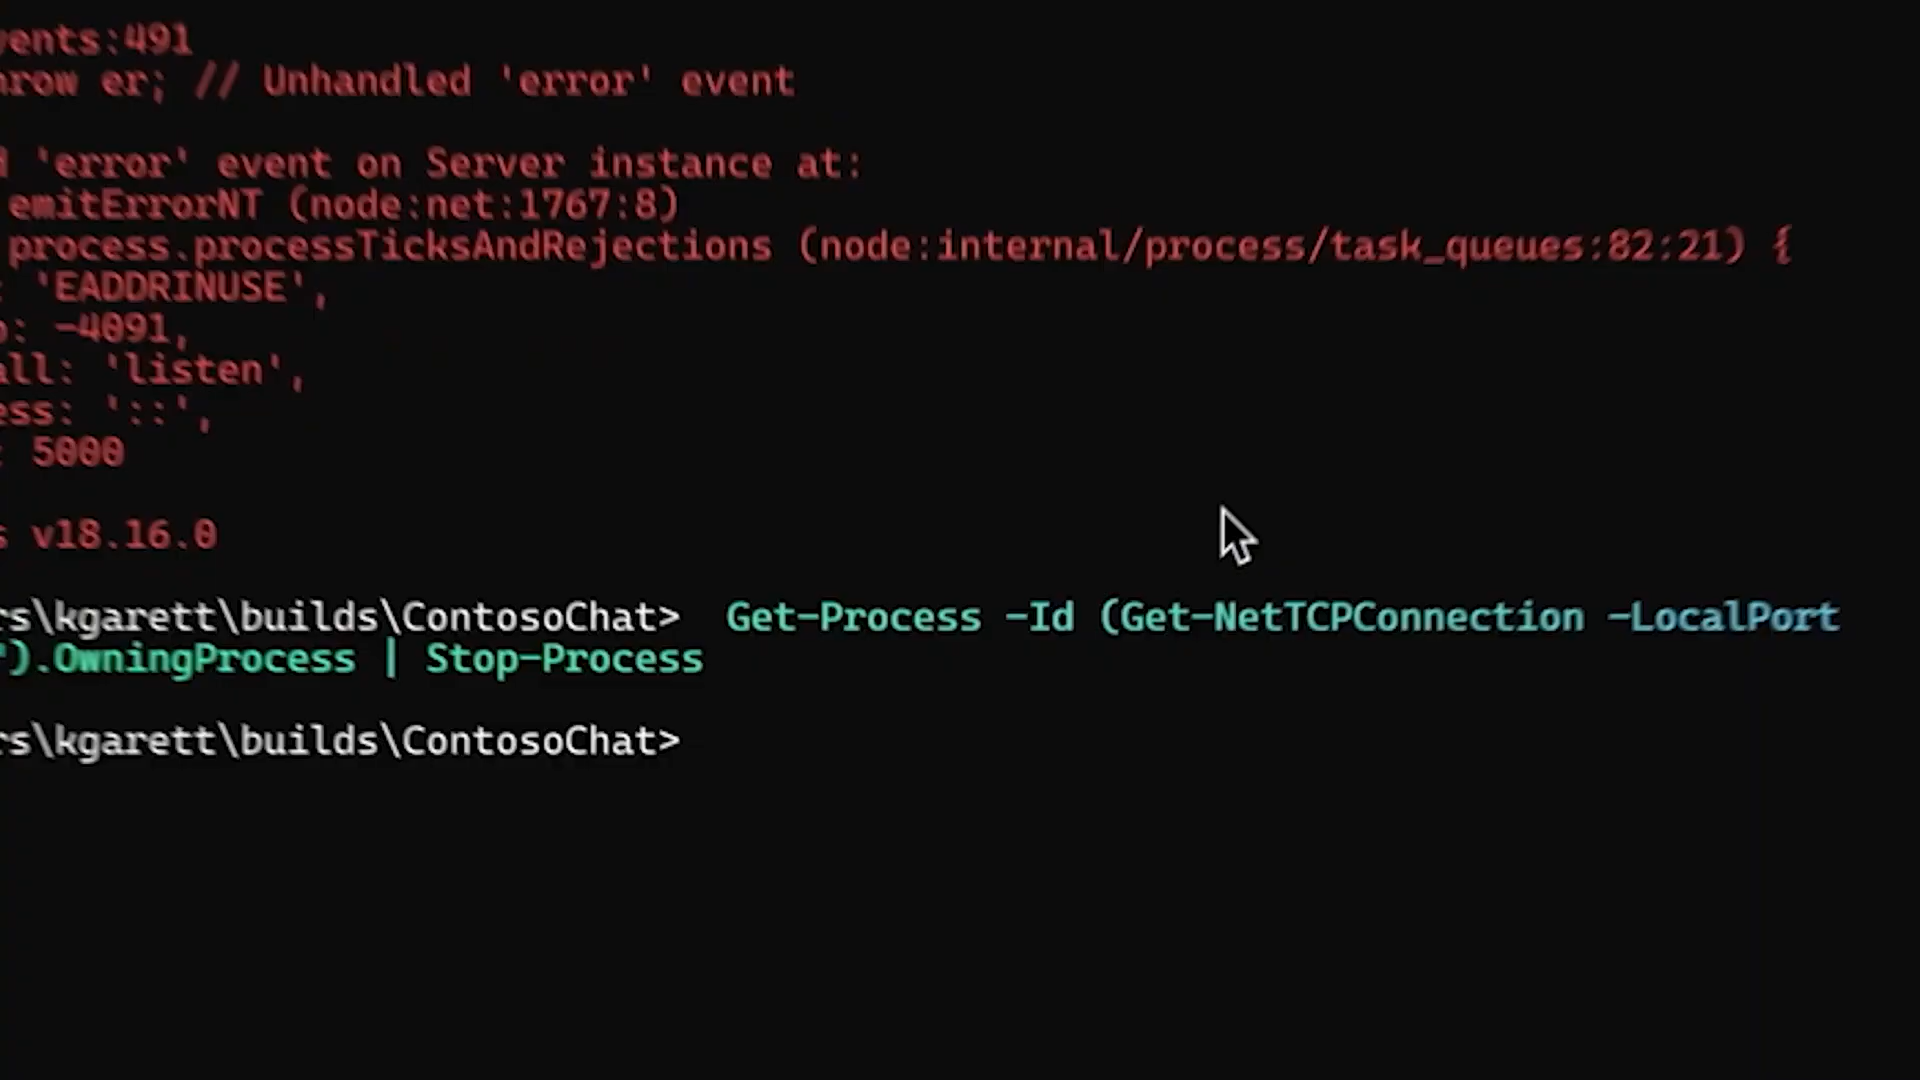 vents:491
hrow er; // Unhandled 'error' event
d 'error' event on Server instance at:
emitErrorNT (node:net:1767:8)
process.processTicksAndRejections (node:internal/process/task_queues:82:21) {
: 'EADDRINUSE',
o: -4091,
all: 'listen',
ess: '::',
: 5000
s v18.16.0
rs\kgarett\builds\ContosoChat> Get-Process -Id (Get-NetTCPConnection -LocalPort
").OwningProcess | Stop-Process
rs\kgarett\builds\ContosoChat>